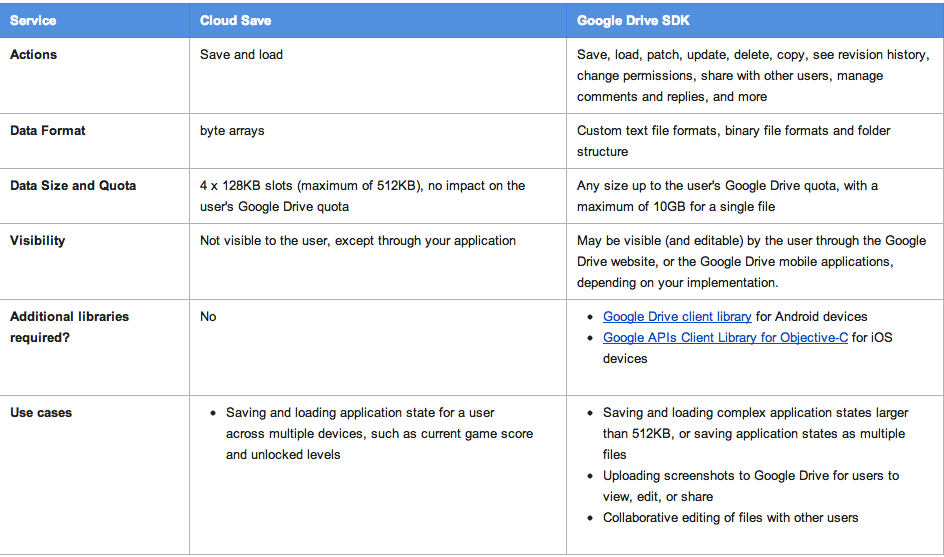 Service
Cloud Save
Google Drive SDK
Actions
Save and load
Save, load, patch, update, delete, copy, see revision history,
change permissions, share with other users, manage
comments and replies, and more
Data Format
byte arrays
Custom text file formats, binary file formats and folder
structure
Data Size and Quota
4 x 128KB slots (maximum of 512KB), no impact on the
user's Google Drive quota
Any size up to the user's Google Drive quota, with a
maximum of 10GB for a single file
Visibility
Not visible to the user, except through your application
May be visible (and editable) by the user through the Google
Drive website, or the Google Drive mobile applications,
depending on your implementation.
Additional libraries
required?
No
• Google Drive client library for Android devices
• Google APIs Client Library for Objective-C for iOS
devices
Use cases
• Saving and loading application state for a user
across multiple devices, such as current game score
and unlocked levels
• Saving and loading complex application states larger
than 512KB, or saving application states as multiple
files
• Uploading screenshots to Google Drive for users to
view, edit, or share
• Collaborative editing of files with other users